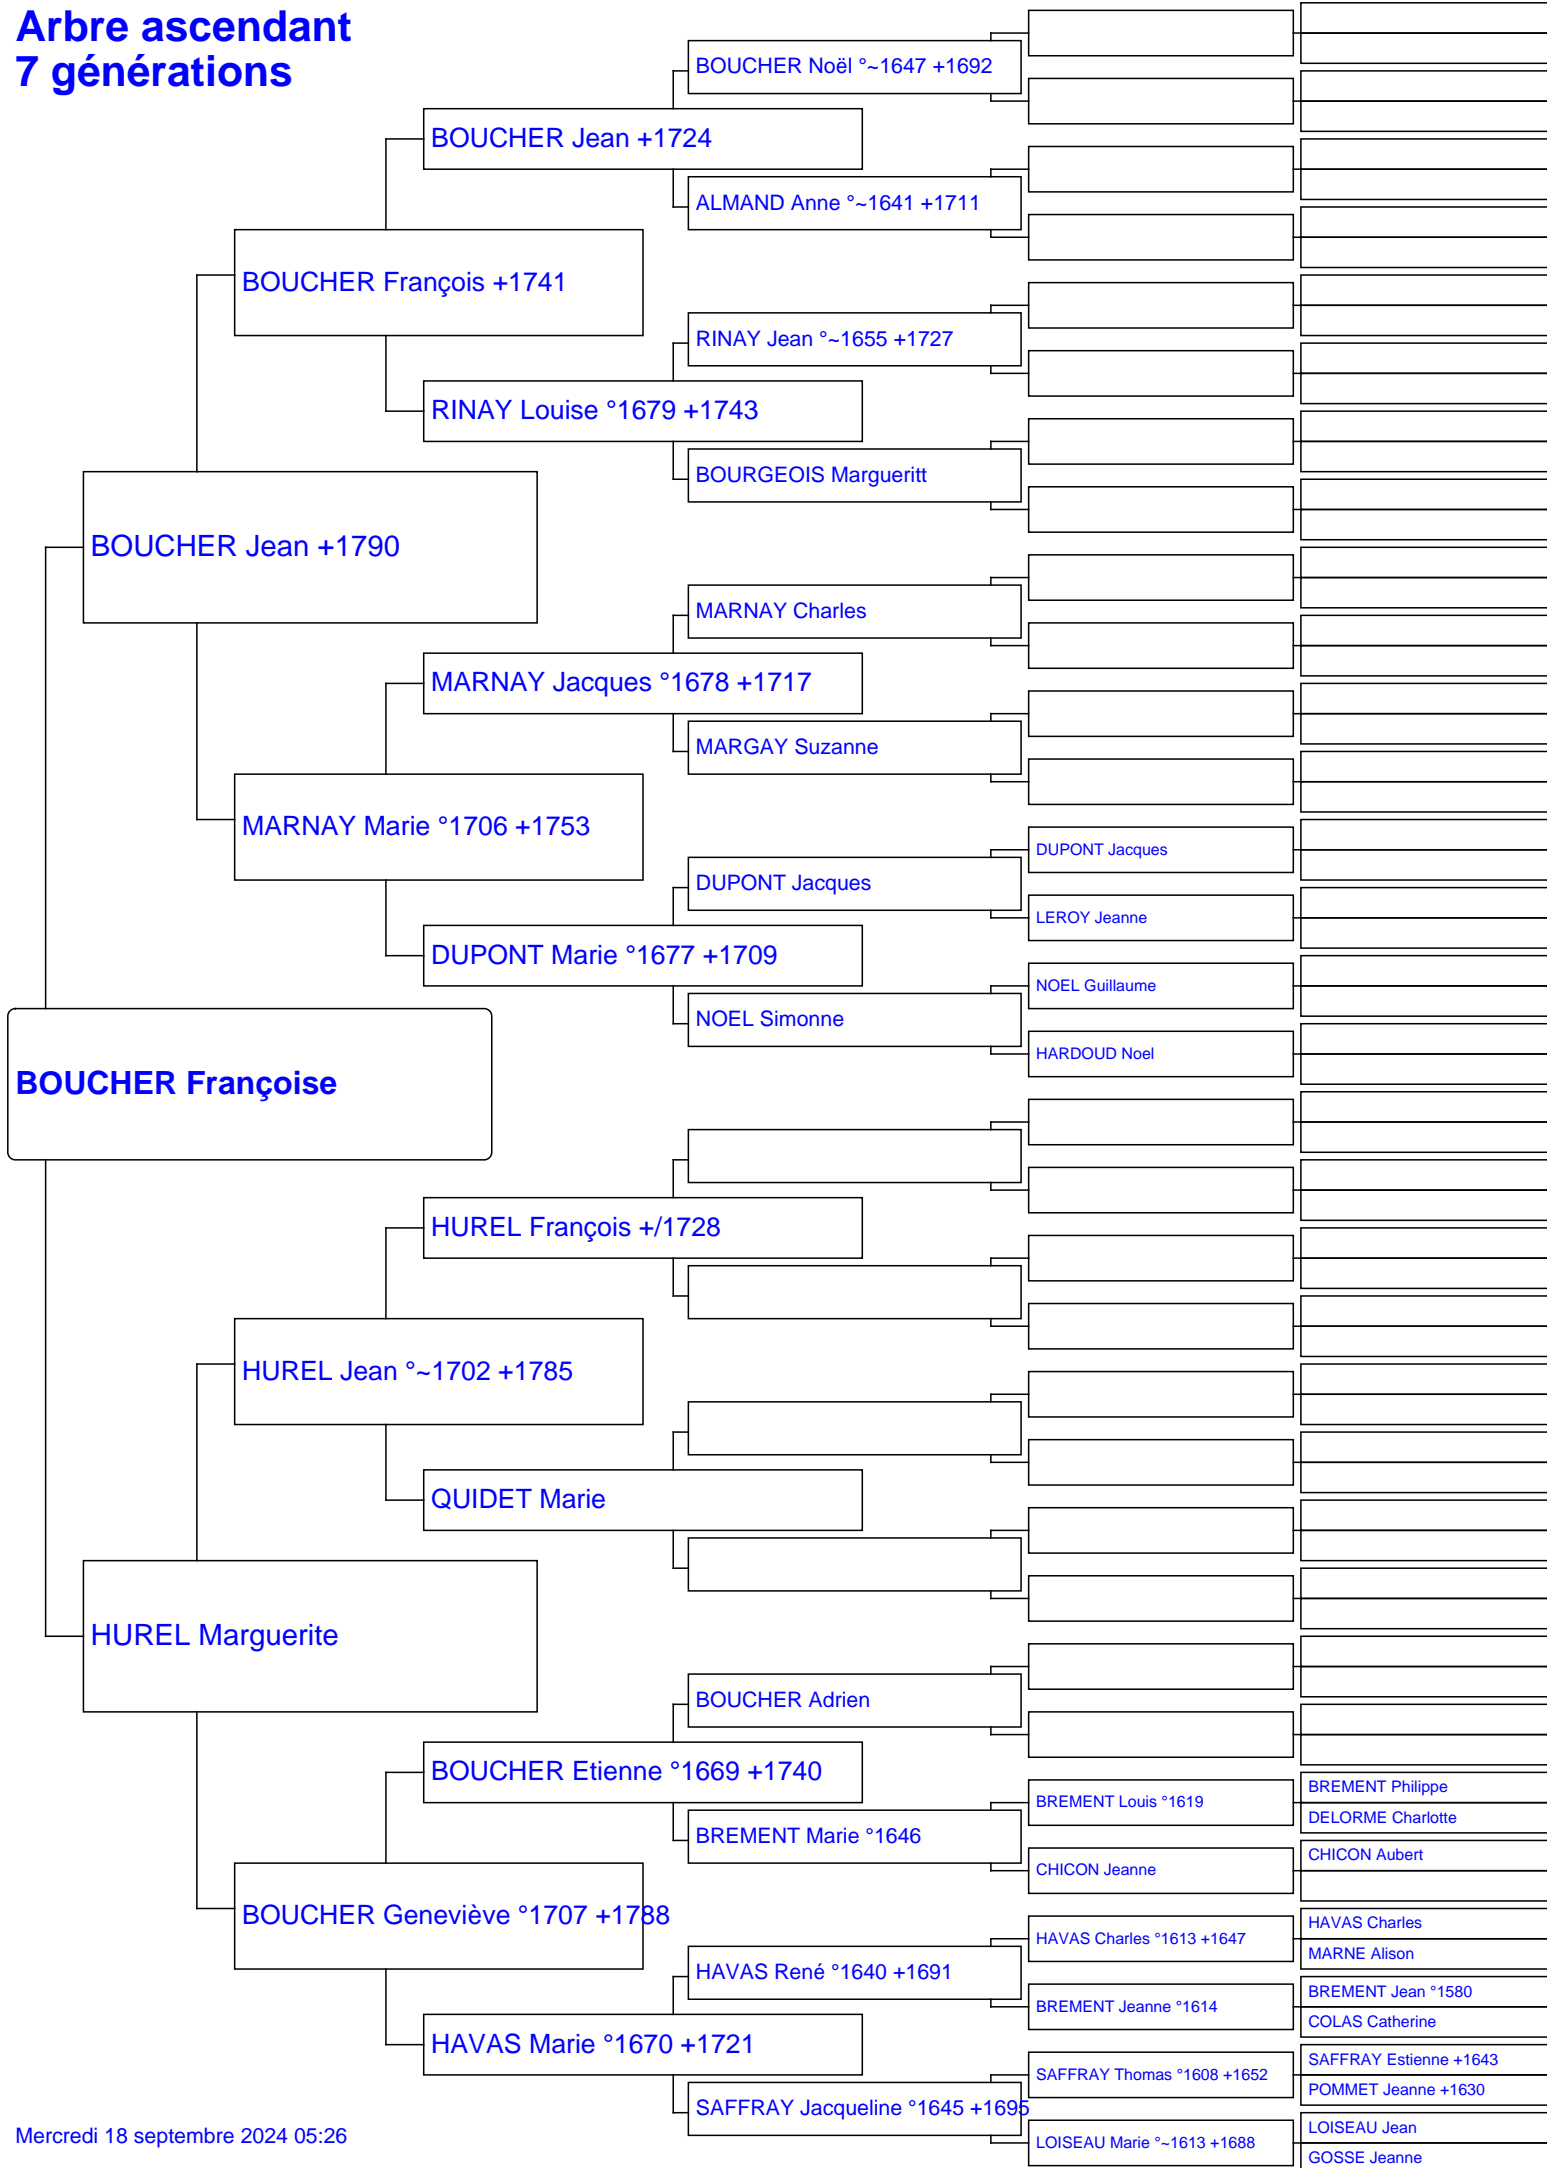 Arbre ascendant
7 générations
BOUCHER Noël °~1647 +1692
BOUCHER Jean +1724
ALMAND Anne °~1641 +1711
BOUCHER François +1741
RINAY Jean °~1655 +1727
RINAY Louise °1679 +1743
BOURGEOIS Margueritt
BOUCHER Jean +1790
MARNAY Charles
MARNAY Jacques °1678 +1717
MARGAY Suzanne
MARNAY Marie °1706 +1753
DUPONT Jacques
DUPONT Jacques
LEROY Jeanne
DUPONT Marie °1677 +1709
NOEL Guillaume
NOEL Simonne
HARDOUD Noel
BOUCHER Françoise
HUREL François +/1728
HUREL Jean °~1702 +1785
QUIDET Marie
HUREL Marguerite
BOUCHER Adrien
BOUCHER Etienne °1669 +1740
BREMENT Philippe
BREMENT Louis °1619
DELORME Charlotte
BREMENT Marie °1646
CHICON Aubert
CHICON Jeanne
BOUCHER Geneviève °1707 +1788
HAVAS Charles
HAVAS Charles °1613 +1647
MARNE Alison
HAVAS René °1640 +1691
BREMENT Jean °1580
BREMENT Jeanne °1614
COLAS Catherine
HAVAS Marie °1670 +1721
SAFFRAY Estienne +1643
SAFFRAY Thomas °1608 +1652
POMMET Jeanne +1630
SAFFRAY Jacqueline °1645 +1695
LOISEAU Jean
LOISEAU Marie °~1613 +1688
GOSSE Jeanne
Mercredi 18 septembre 2024 05:26